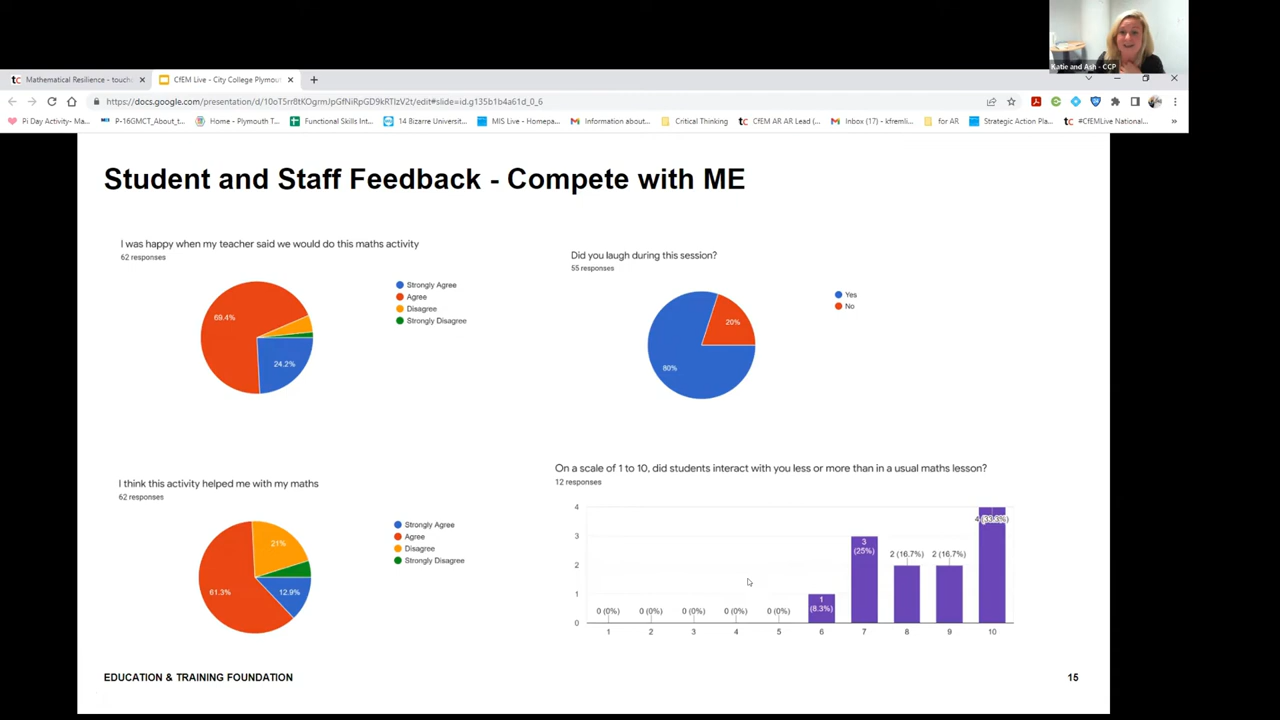 Katie and Ash - CCP
Mathematical Resilience - touch
CfEM Live - City College Plymou
https://docs.google.com/presentation/d/10oT5rr8tKOgrmJpGfNiRpGD9kRTlzV2t/edit#slide=id.g135b1b4a61d_0_6
Pi Day Activity- Ma...
P-16GMCT_About_t...
Home - Plymouth T...
Functional Skills Int...
14 Bizarre Universit...
MIS Live - Homepa...
Information about...
Critical Thinking
CfEM AR AR Lead (...
Inbox (17) - kfremli...
for AR
Strategic Action Pla...
#CfEMLive National...
Student and Staff Feedback - Compete with ME
I was happy when my teacher said we would do this maths activity
62 responses
69.4%
24.2%
Strongly Agree
Agree
Disagree
Strongly Disagree
Did you laugh during this session?
55 responses
20%
80%
Yes
No
I think this activity helped me with my maths
62 responses
21%
61.3%
12.9%
Strongly Agree
Agree
Disagree
Strongly Disagree
On a scale of 1 to 10, did students interact with you less or more than in a usual maths lesson?
12 responses
4
3
2
1
0
0 (0%) 0 (0%) 0 (0%) 0 (0%) 0 (0%)
1
(8.3%)
3
(25%)
2 (16.7%)
2 (16.7%)
4 (33.3%)
1 2 3 4 5 6 7 8 9 10
EDUCATION & TRAINING FOUNDATION
15